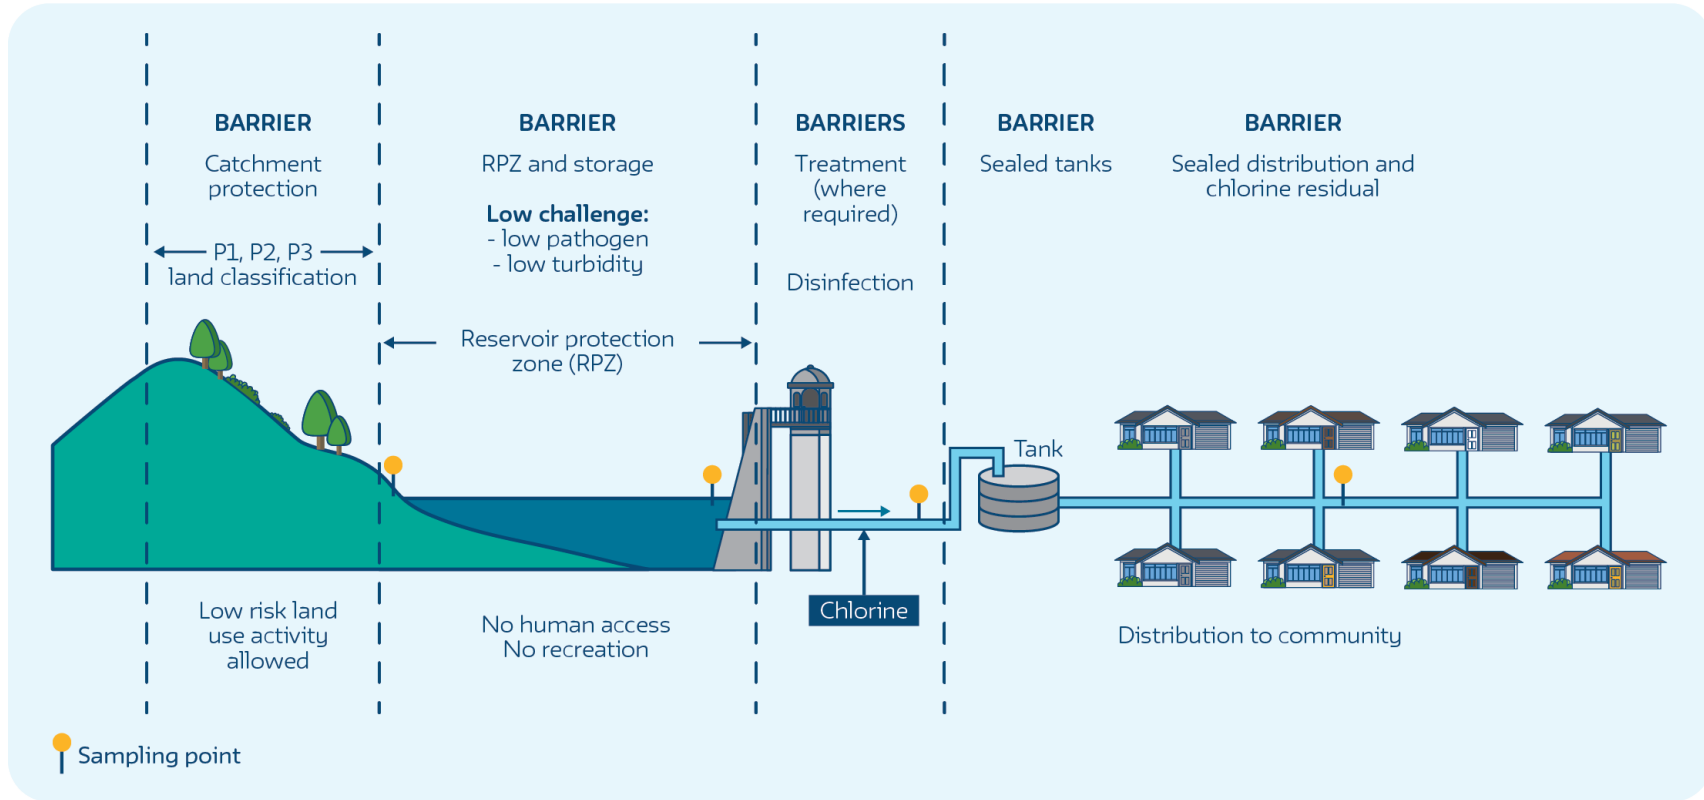 BARRIER
Catchment
protection
P1, P2, P3
land classification
BARRIER
RPZ and storage
Low challenge:
- low pathogen
- low turbidity
Reservoir protection
zone (RPZ)
BARRIERS
Treatment
(where
required)
Disinfection
BARRIER
Sealed tanks
BARRIER
Sealed distribution and
chlorine residual
Tank
Chlorine
Low risk land
use activity
allowed
No human access
No recreation
Distribution to community
Sampling point